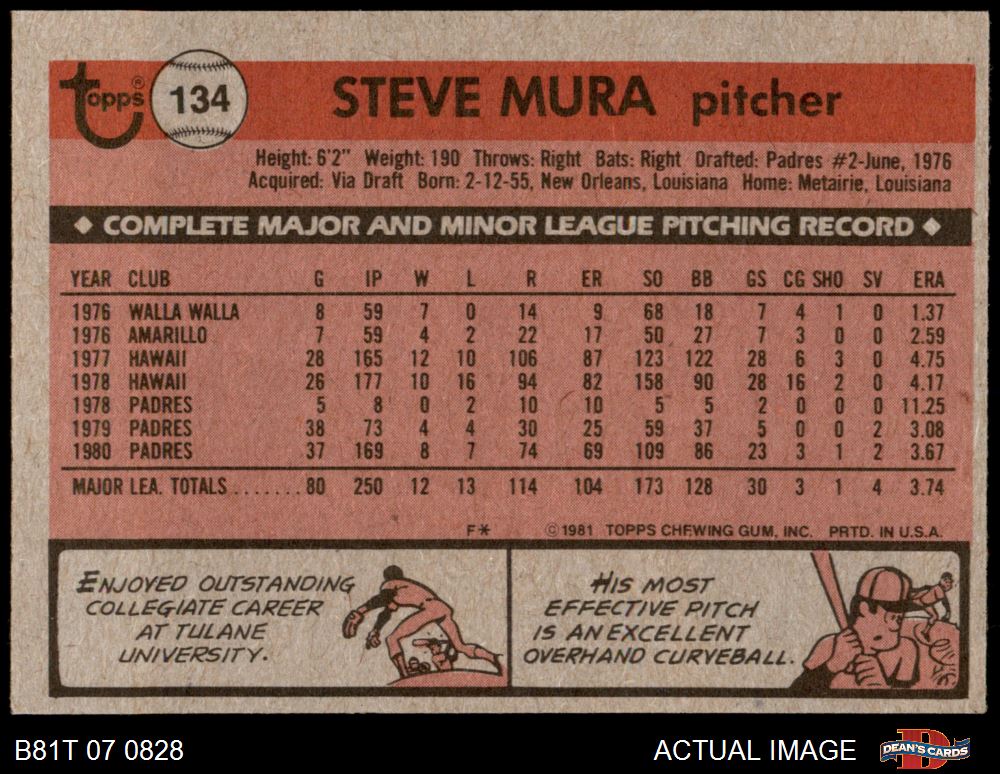 Topps® 134 STEVE MURA pitcher
Height: 6'2" Weight: 190 Throws: Right Bats: Right Drafted: Padres #2-June, 1976
Acquired: Via Draft Born: 2-12-55, New Orleans, Louisiana Home: Metairie, Louisiana
◆ COMPLETE MAJOR AND MINOR LEAGUE PITCHING RECORD ◆
YEAR CLUB G IP W L R ER SO BB GS CG SHO SV ERA
1976 WALLA WALLA 8 59 7 0 14 9 68 18 7 4 1 0 1.37
1976 AMARILLO 7 59 4 2 22 17 50 27 7 3 0 0 2.59
1977 HAWAII 28 165 12 10 106 87 123 122 28 6 3 0 4.75
1978 HAWAII 26 177 10 16 94 82 158 90 28 16 2 0 4.17
1978 PADRES 5 8 0 2 10 10 5 5 2 0 0 0 11.25
1979 PADRES 38 73 4 4 30 25 59 37 5 0 0 2 3.08
1980 PADRES 37 169 8 7 74 69 109 86 23 3 1 2 3.67
MAJOR LEA. TOTALS.......80 250 12 13 114 104 173 128 30 3 1 4 3.74
F* ©1981 TOPPS CHEWING GUM, INC. PRTD. IN U.S.A.
ENJOYED OUTSTANDING
COLLEGIATE CAREER
AT TULANE
UNIVERSITY.
HIS MOST
EFFECTIVE PITCH
IS AN EXCELLENT
OVERHAND CURVEBALL.
B81T 07 0828 ACTUAL IMAGE DEAN'S CARDS